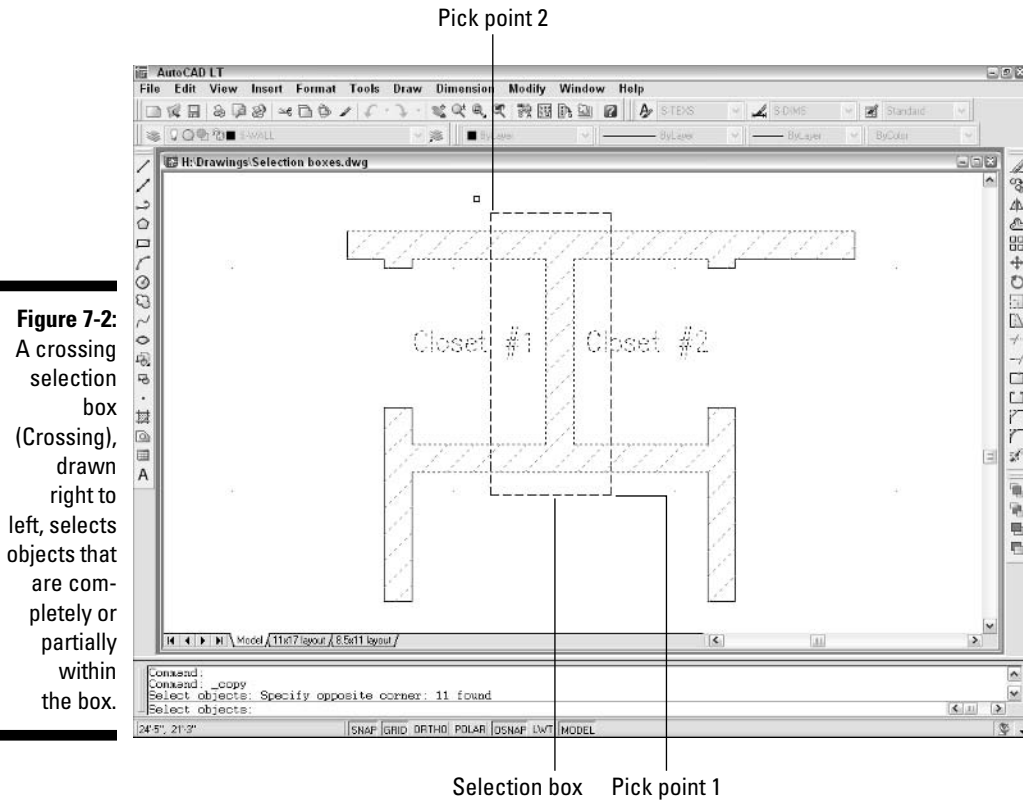 Pick point 2
AutoCAD LT
File Edit View Insert Format Tools Draw Dimension Modify Window Help
S-TEXS S-DIMS Standard
S-WALL ByLayer ByLayer ByLayer ByColor
H:\Drawings\Selection boxes.dwg
Closet #1 Closet #2
Figure 7-2:
A crossing
selection
box
(Crossing),
drawn
right to
left, selects
objects that
are com-
pletely or
partially
within
the box.
Model 11x17 layout 8.5x11 layout
Command:
Command: _copy
Select objects: Specify opposite corner: 11 found
Select objects:
24'-5", 21'-3" SNAP GRID ORTHO POLAR OSNAP LWT MODEL
Selection box Pick point 1